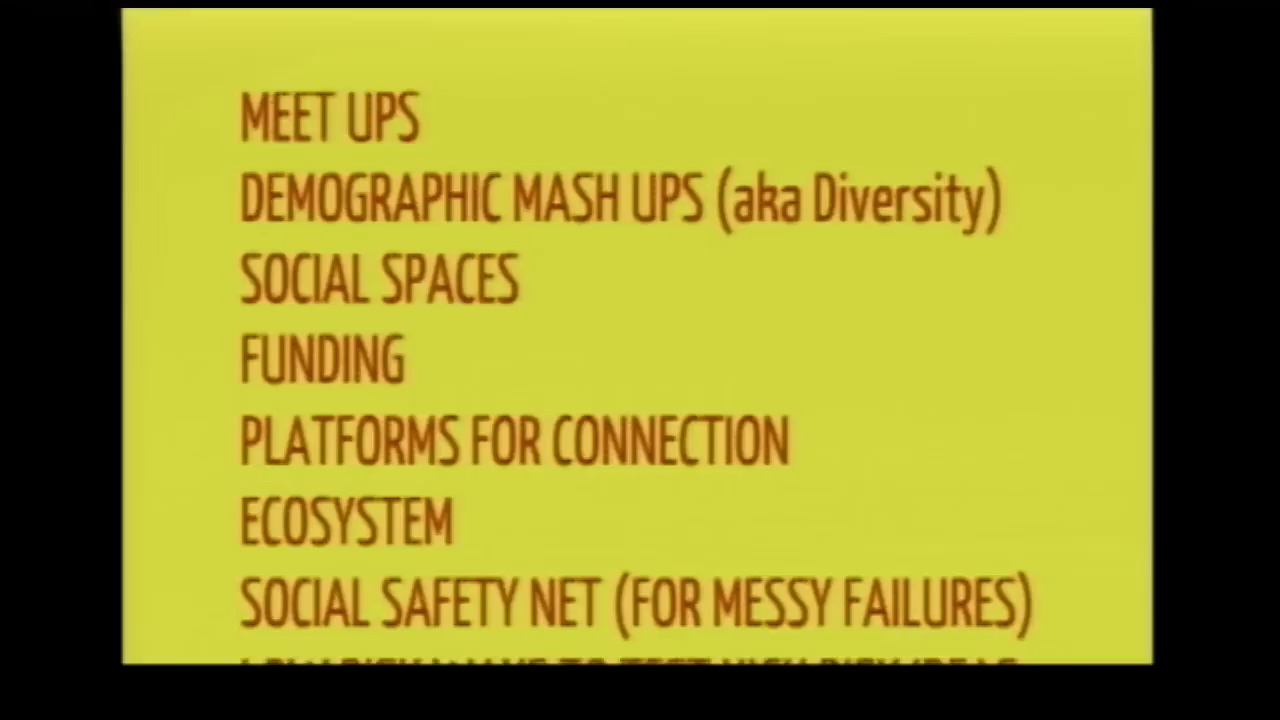 MEET UPS
DEMOGRAPHIC MASH UPS (aka Diversity)
SOCIAL SPACES
FUNDING
PLATFORMS FOR CONNECTION
ECOSYSTEM
SOCIAL SAFETY NET (FOR MESSY FAILURES)